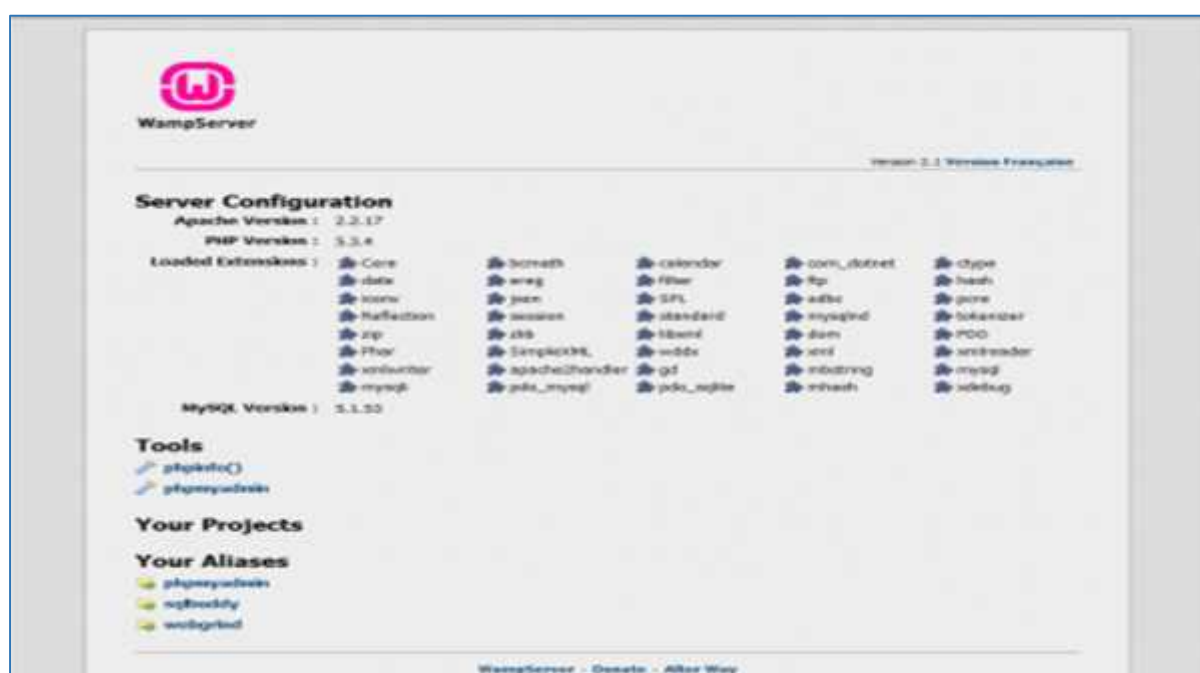 WampServer
Version 2.1 Version Française
Server Configuration
Apache Version : 2.2.17
PHP Version : 5.3.4
Loaded Extensions : Core bcmath calendar com_dotnet ctype
date ereg filter ftp hash
iconv json SPL odbc pcre
Reflection session standard mysqlnd tokenizer
zip zlib libxml dom PDO
Phar SimpleXML wddx xml xmlreader
xmlwriter apache2handler gd mbstring mysql
mysqli pdo_mysql pdo_sqlite mhash xdebug
MySQL Version : 5.1.53
Tools
phpinfo()
phpmyadmin
Your Projects
Your Aliases
phpmyadmin
sqlbuddy
webgrind
WampServer - Donate - Alter Way